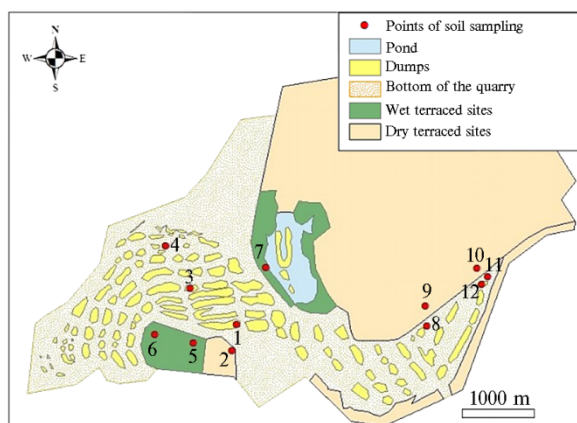 N
W E
S
Points of soil sampling
Pond
Dumps
Bottom of the quarry
Wet terraced sites
Dry terraced sites
4
7
10
11
3
12
9
1
8
6
5
2
1000 m